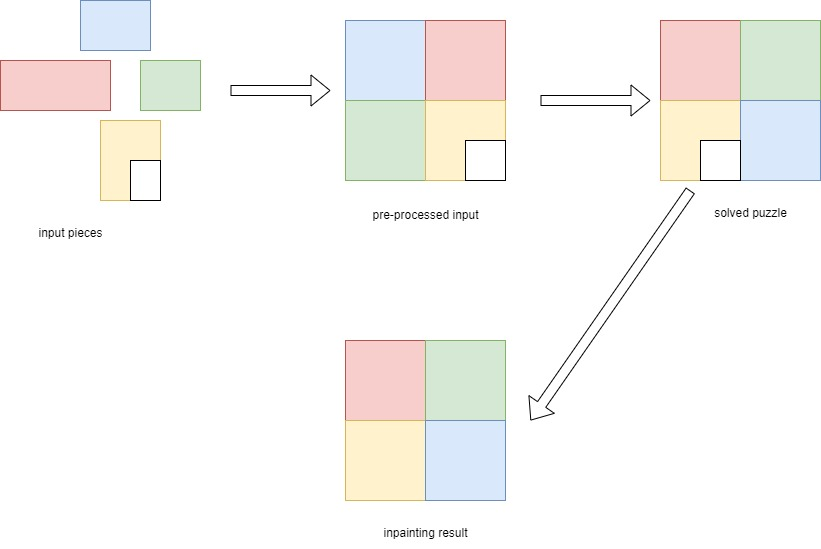 input pieces
pre-processed input
solved puzzle
inpainting result